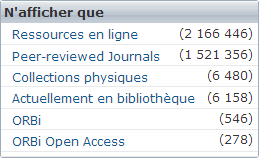 N'afficher que
Ressources en ligne (2 166 446)
Peer-reviewed Journals (1 521 356)
Collections physiques (6 480)
Actuellement en bibliothèque (6 158)
ORBi (546)
ORBi Open Access (278)